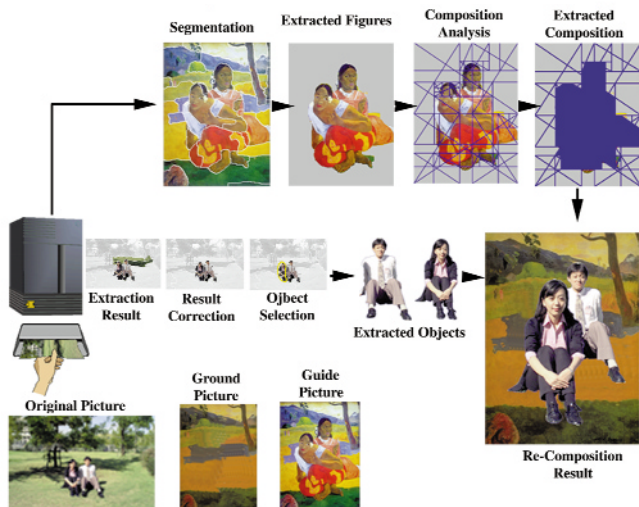 Segmentation
Extracted Figures
Composition
Analysis
Extracted
Composition
Extraction
Result
Result
Correction
Ojbect
Selection
Extracted Objects
Original Picture
Ground
Picture
Guide
Picture
Re-Composition
Result